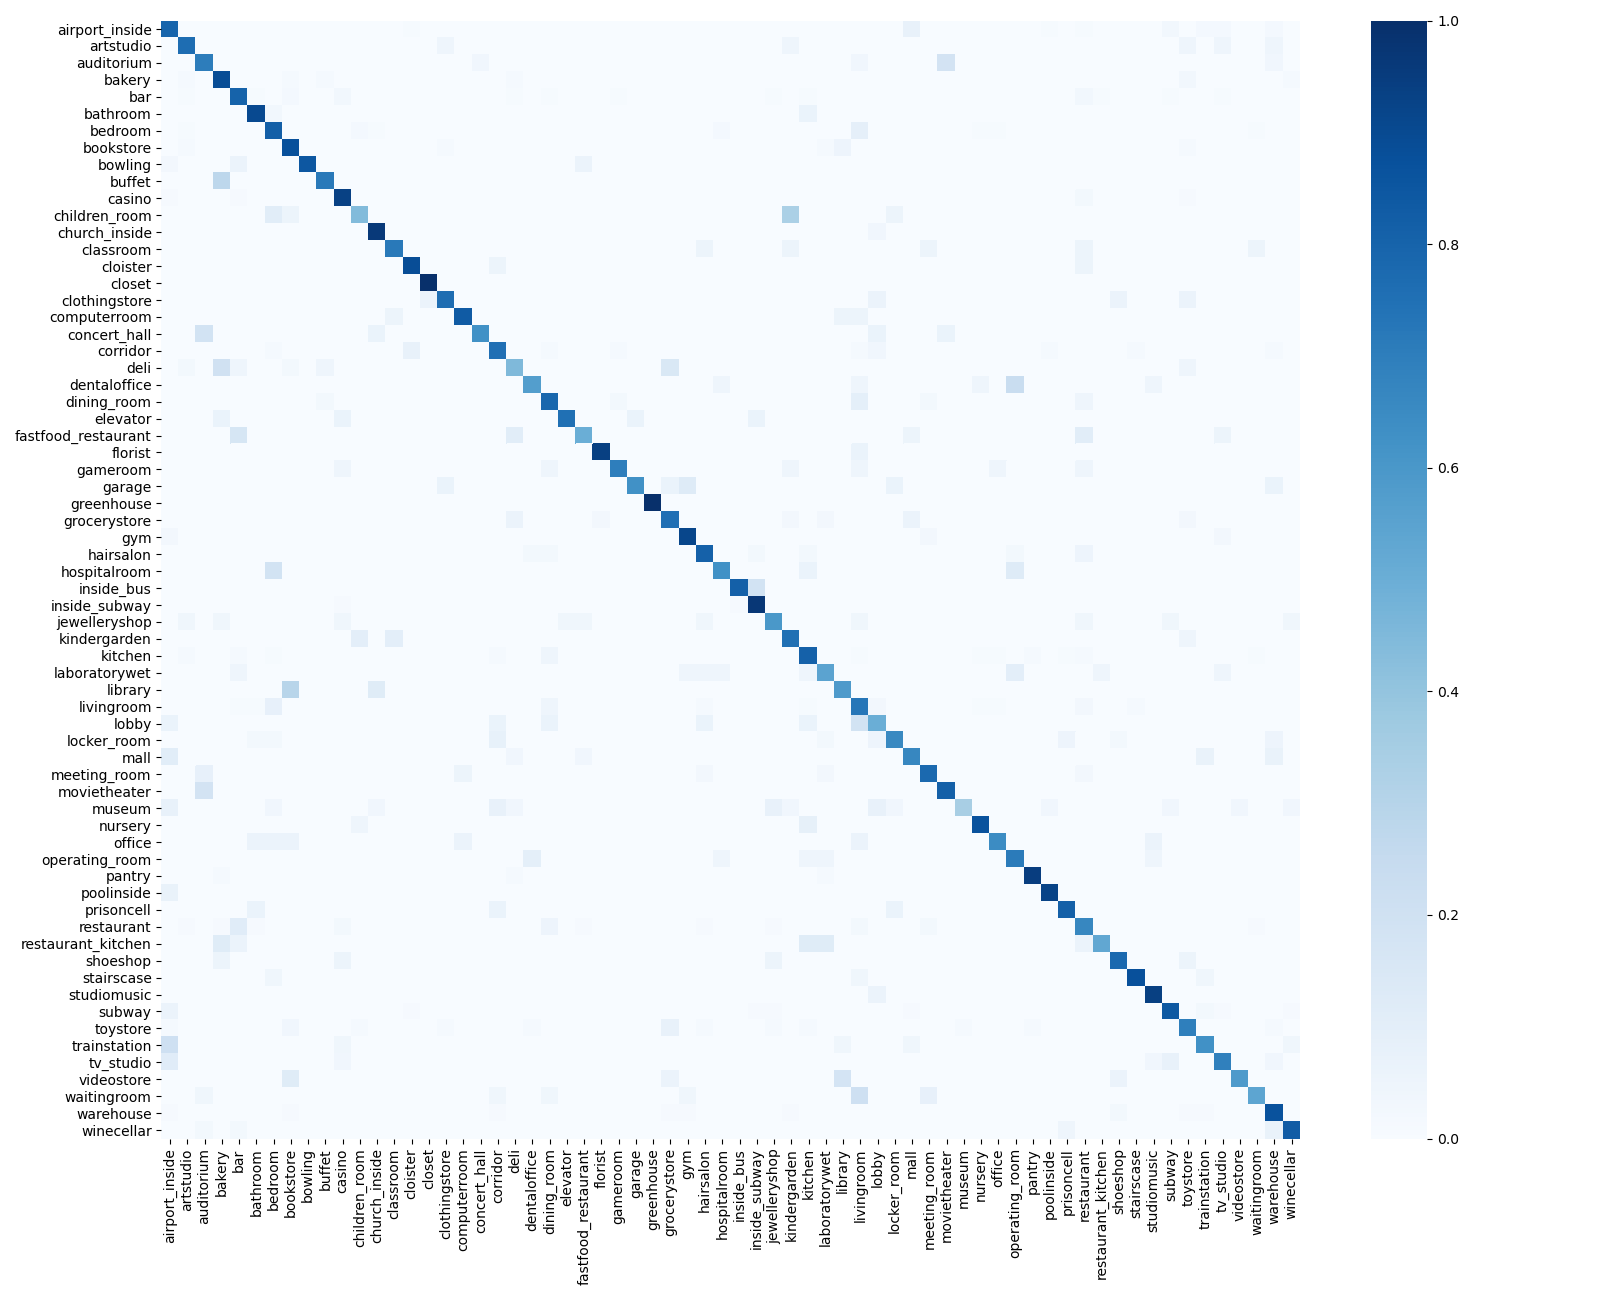 airport_inside
artstudio
auditorium
bakery
bar
bathroom
bedroom
bookstore
bowling
buffet
casino
children_room
church_inside
classroom
cloister
closet
clothingstore
computerroom
concert_hall
corridor
deli
dentaloffice
dining_room
elevator
fastfood_restaurant
florist
gameroom
garage
greenhouse
grocerystore
gym
hairsalon
hospitalroom
inside_bus
inside_subway
jewelleryshop
kindergarden
kitchen
laboratorywet
library
livingroom
lobby
locker_room
mall
meeting_room
movietheater
museum
nursery
office
operating_room
pantry
poolinside
prisoncell
restaurant
restaurant_kitchen
shoeshop
stairscase
studiomusic
subway
toystore
trainstation
tv_studio
videostore
waitingroom
warehouse
winecellar
airport_inside
artstudio
auditorium
bakery
bar
bathroom
bedroom
bookstore
bowling
buffet
casino
children_room
church_inside
classroom
cloister
closet
clothingstore
computerroom
concert_hall
corridor
deli
dentaloffice
dining_room
elevator
fastfood_restaurant
florist
gameroom
garage
greenhouse
grocerystore
gym
hairsalon
hospitalroom
inside_bus
inside_subway
jewelleryshop
kindergarden
kitchen
laboratorywet
library
livingroom
lobby
locker_room
mall
meeting_room
movietheater
museum
nursery
office
operating_room
pantry
poolinside
prisoncell
restaurant
restaurant_kitchen
shoeshop
stairscase
studiomusic
subway
toystore
trainstation
tv_studio
videostore
waitingroom
warehouse
winecellar
1.0
0.8
0.6
0.4
0.2
0.0